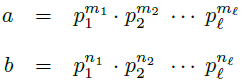 a = p_1^{m_1} · p_2^{m_2} ⋯ p_ℓ^{m_ℓ}
b = p_1^{n_1} · p_2^{n_2} ⋯ p_ℓ^{n_ℓ}